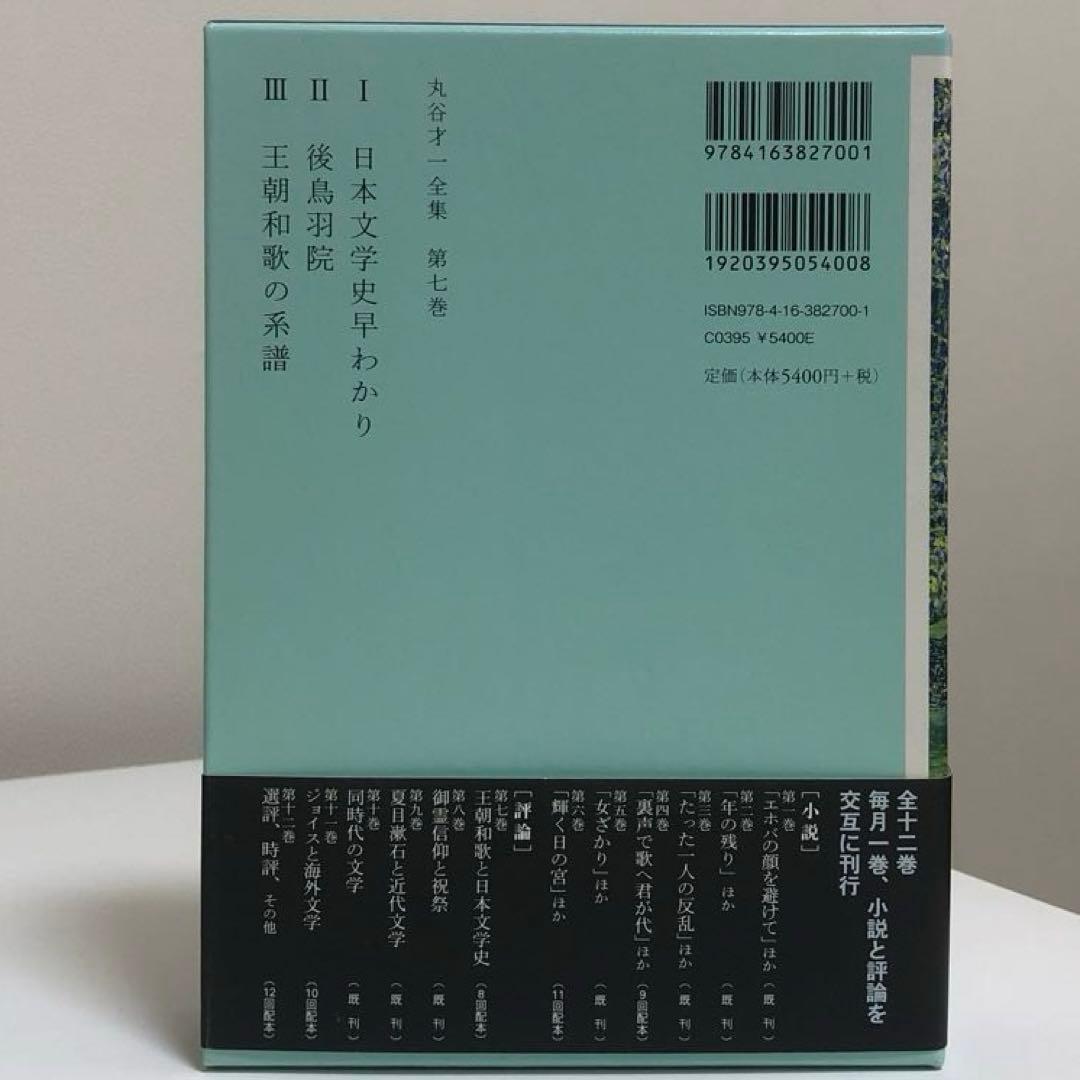 9784163827001
1920395054008
ISBN978-4-16-382700-1
C0395 ¥5400E
定価（本体5400円＋税）
丸谷才一全集　第七巻
Ⅰ　日本文学史早わかり
Ⅱ　後鳥羽院
Ⅲ　王朝和歌の系譜
全十二巻
毎月一巻、小説と評論を
交互に刊行
［小説］
第一巻
「エホバの顔を避けて」ほか（既刊）
第二巻
「年の残り」ほか（既刊）
第三巻
「たった一人の反乱」ほか（既刊）
第四巻
「裏声で歌へ君が代」ほか（9回配本）
第五巻
「女ざかり」ほか（既刊）
第六巻
「輝く日の宮」ほか（11回配本）
［評論］
第七巻
王朝和歌と日本文学史（8回配本）
第八巻
御霊信仰と祝祭（既刊）
第九巻
夏目漱石と近代文学（既刊）
第十巻
同時代の文学（既刊）
第十一巻
ジョイスと海外文学（10回配本）
第十二巻
選評、時評、その他（12回配本）